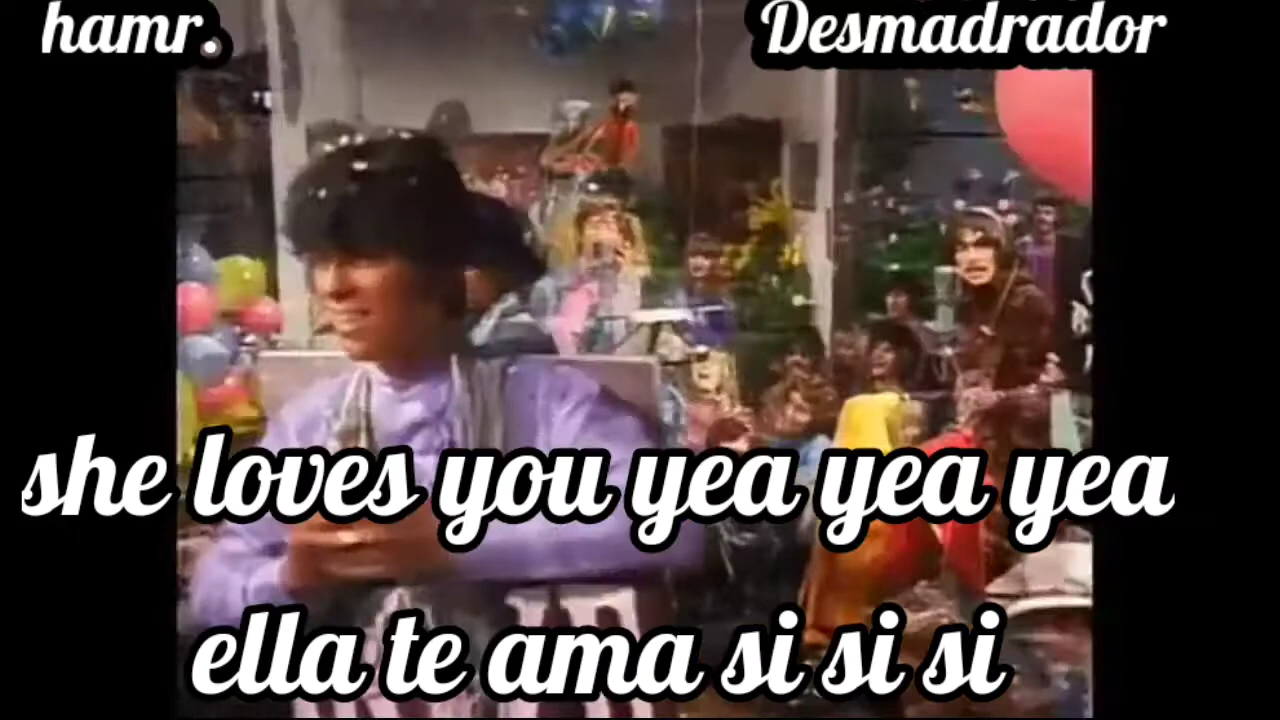 hamr. Desmadrador
she loves you yea yea yea
ella te ama si si si